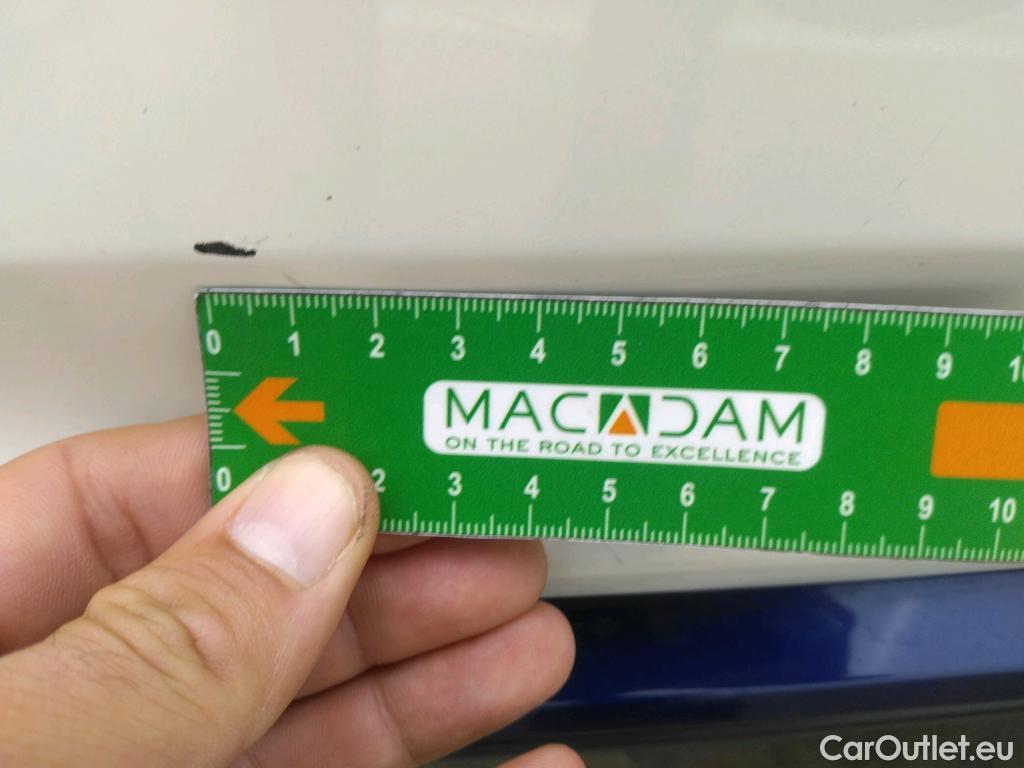 0 1 2 3 4 5 6 7 8 9 10
MACADAM
ON THE ROAD TO EXCELLENCE
0 2 3 4 5 6 7 8 9 10
CarOutlet.eu